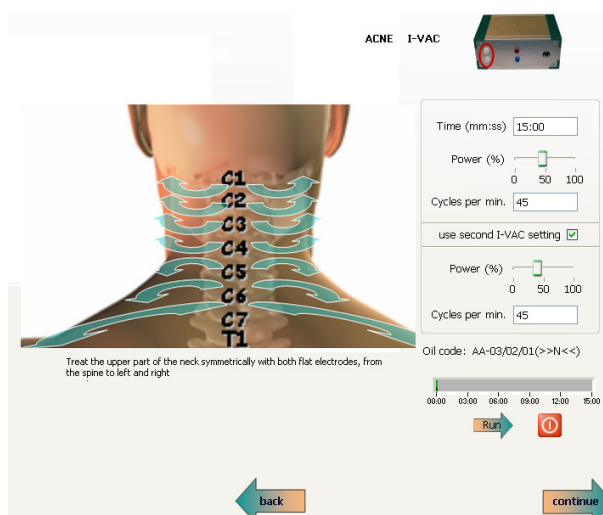 ACNE I-VAC
Time (mm:ss) 15:00
Power (%)
0 50 100
Cycles per min. 45
use second I-VAC setting
Power (%)
0 50 100
Cycles per min. 45
Oil code: AA-03/02/01(>>N<<)
00:00 03:00 06:00 09:00 12:00 15:00
Run
C1
C2
C3
C4
C5
C6
C7
T1
Treat the upper part of the neck symmetrically with both flat electrodes, from
the spine to left and right
back
continue